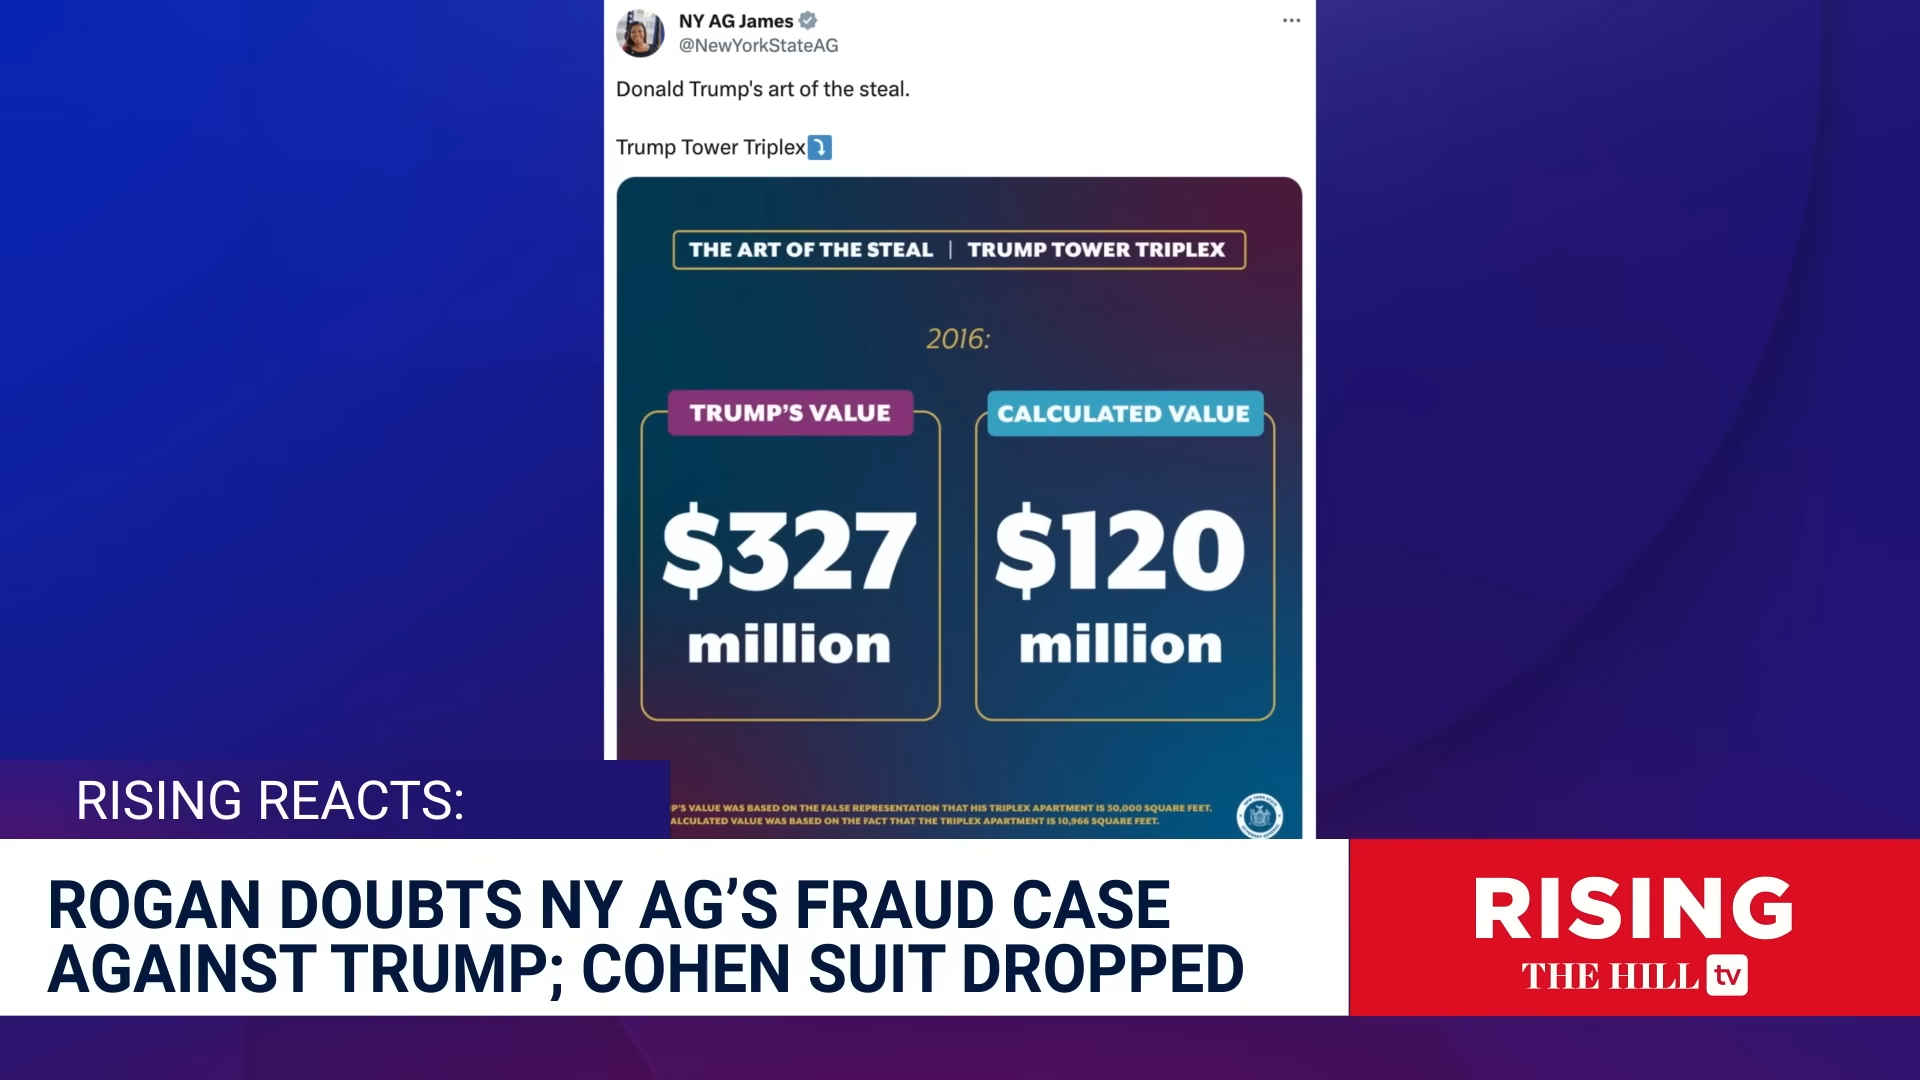 NY AG James
@NewYorkStateAG
Donald Trump's art of the steal.
Trump Tower Triplex
THE ART OF THE STEAL | TRUMP TOWER TRIPLEX
2016:
TRUMP'S VALUE
$327
million
CALCULATED VALUE
$120
million
P'S VALUE WAS BASED ON THE FALSE REPRESENTATION THAT HIS TRIPLEX APARTMENT IS 30,000 SQUARE FEET.
ALCULATED VALUE WAS BASED ON THE FACT THAT THE TRIPLEX APARTMENT IS 10,966 SQUARE FEET.
RISING REACTS:
ROGAN DOUBTS NY AG’S FRAUD CASE
AGAINST TRUMP; COHEN SUIT DROPPED
RISING
THE HILL tv